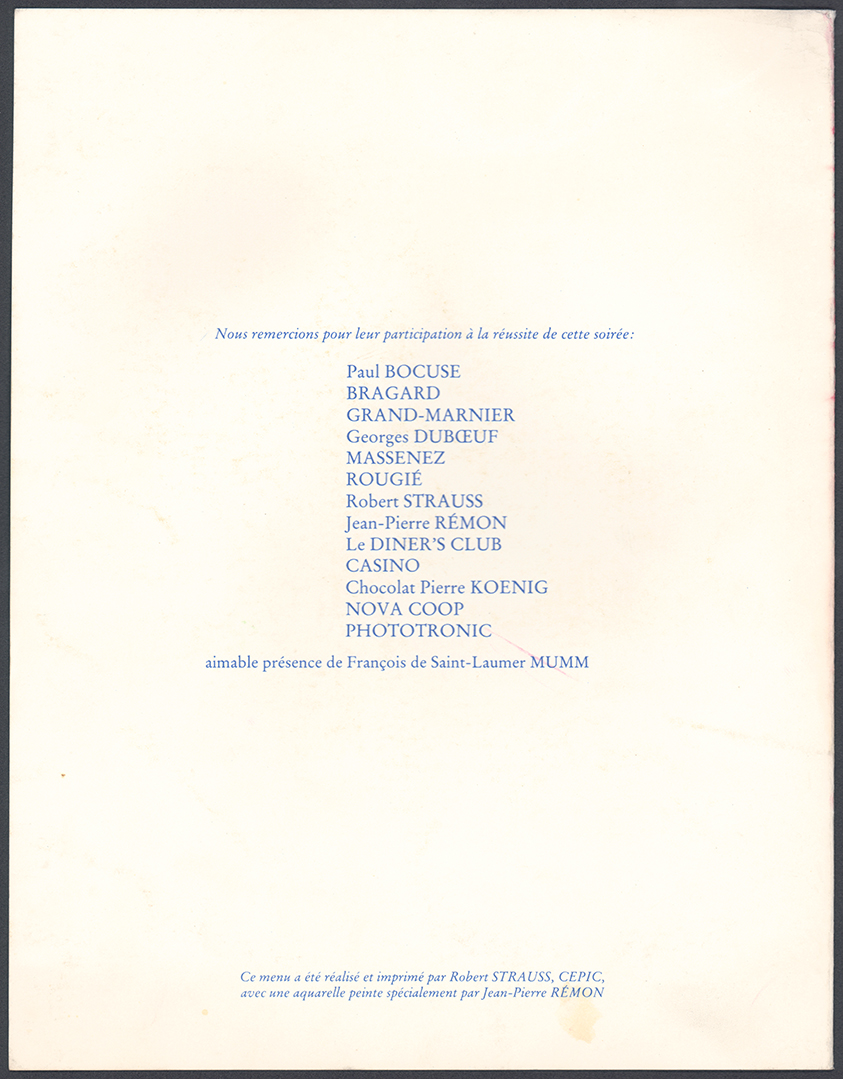 Nous remercions pour leur participation à la réussite de cette soirée:
Paul BOCUSE
BRAGARD
GRAND-MARNIER
Georges DUBŒUF
MASSENEZ
ROUGIÉ
Robert STRAUSS
Jean-Pierre RÉMON
Le DINER'S CLUB
CASINO
Chocolat Pierre KOENIG
NOVA COOP
PHOTOTRONIC
aimable présence de François de Saint-Laumer MUMM
Ce menu a été réalisé et imprimé par Robert STRAUSS, CEPIC,
avec une aquarelle peinte spécialement par Jean-Pierre RÉMON